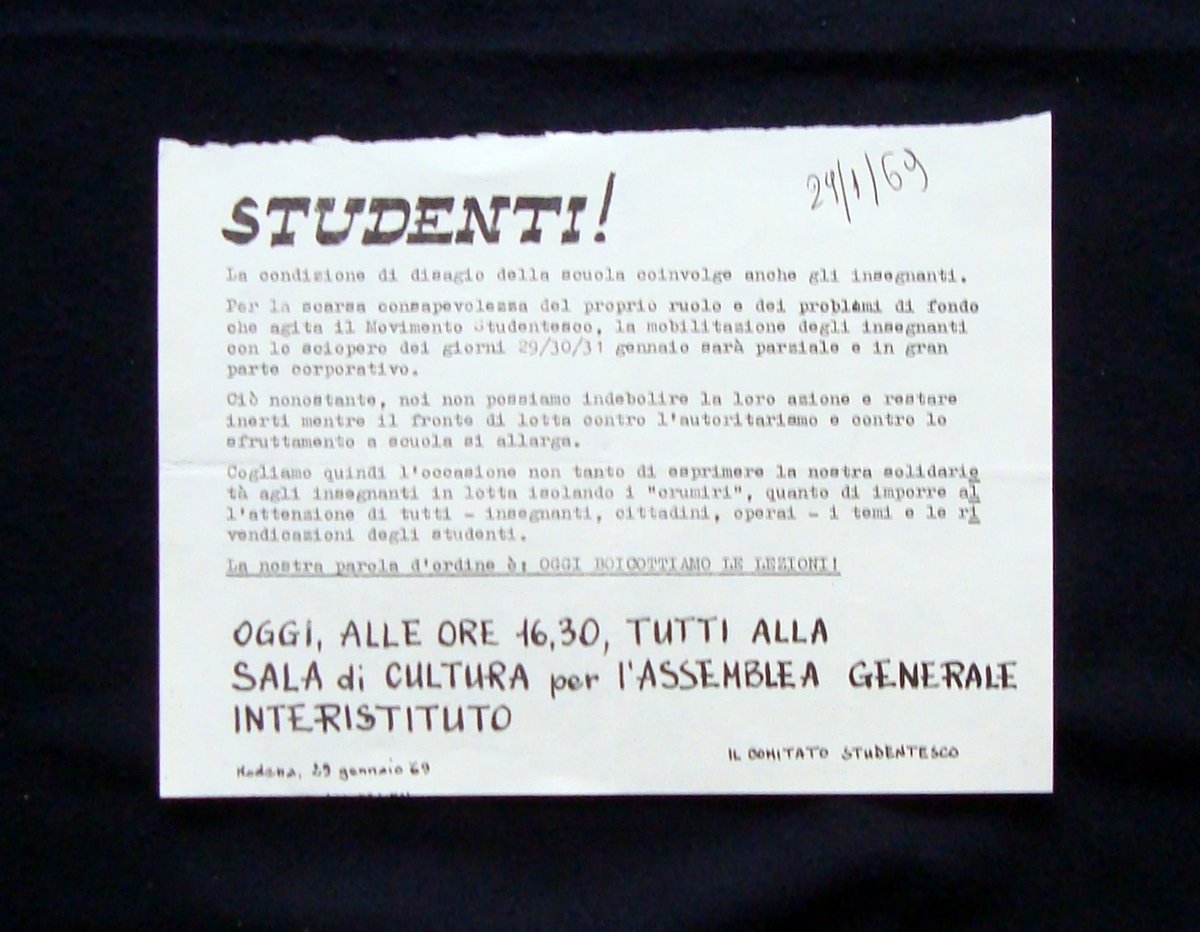 29/1/69
STUDENTI!
La condizione di disagio della scuola coinvolge anche gli insegnanti.
Per la scarsa consapevolezza del proprio ruolo e dei problemi di fondo
che agita il Movimento Studentesco, la mobilitazione degli insegnanti
con lo sciopero dei giorni 29/30/31 gennaio sarà parziale e in gran
parte corporativo.
Ciò nonostante, noi non possiamo indebolire la loro azione e restare
inerti mentre il fronte di lotta contro l'autoritarismo e contro lo
sfruttamento a scuola si allarga.
Cogliamo quindi l'occasione non tanto di esprimere la nostra solidarie
tà agli insegnanti in lotta isolando i "crumiri", quanto di imporre al
l'attenzione di tutti - insegnanti, cittadini, operai - i temi e le ri
vendicazioni degli studenti.
La nostra parola d'ordine è: OGGI BOICOTTIAMO LE LEZIONI!
OGGI, ALLE ORE 16,30, TUTTI ALLA
SALA di CULTURA per l'ASSEMBLEA GENERALE
INTERISTITUTO
IL COMITATO STUDENTESCO
Modena, 29 gennaio 69